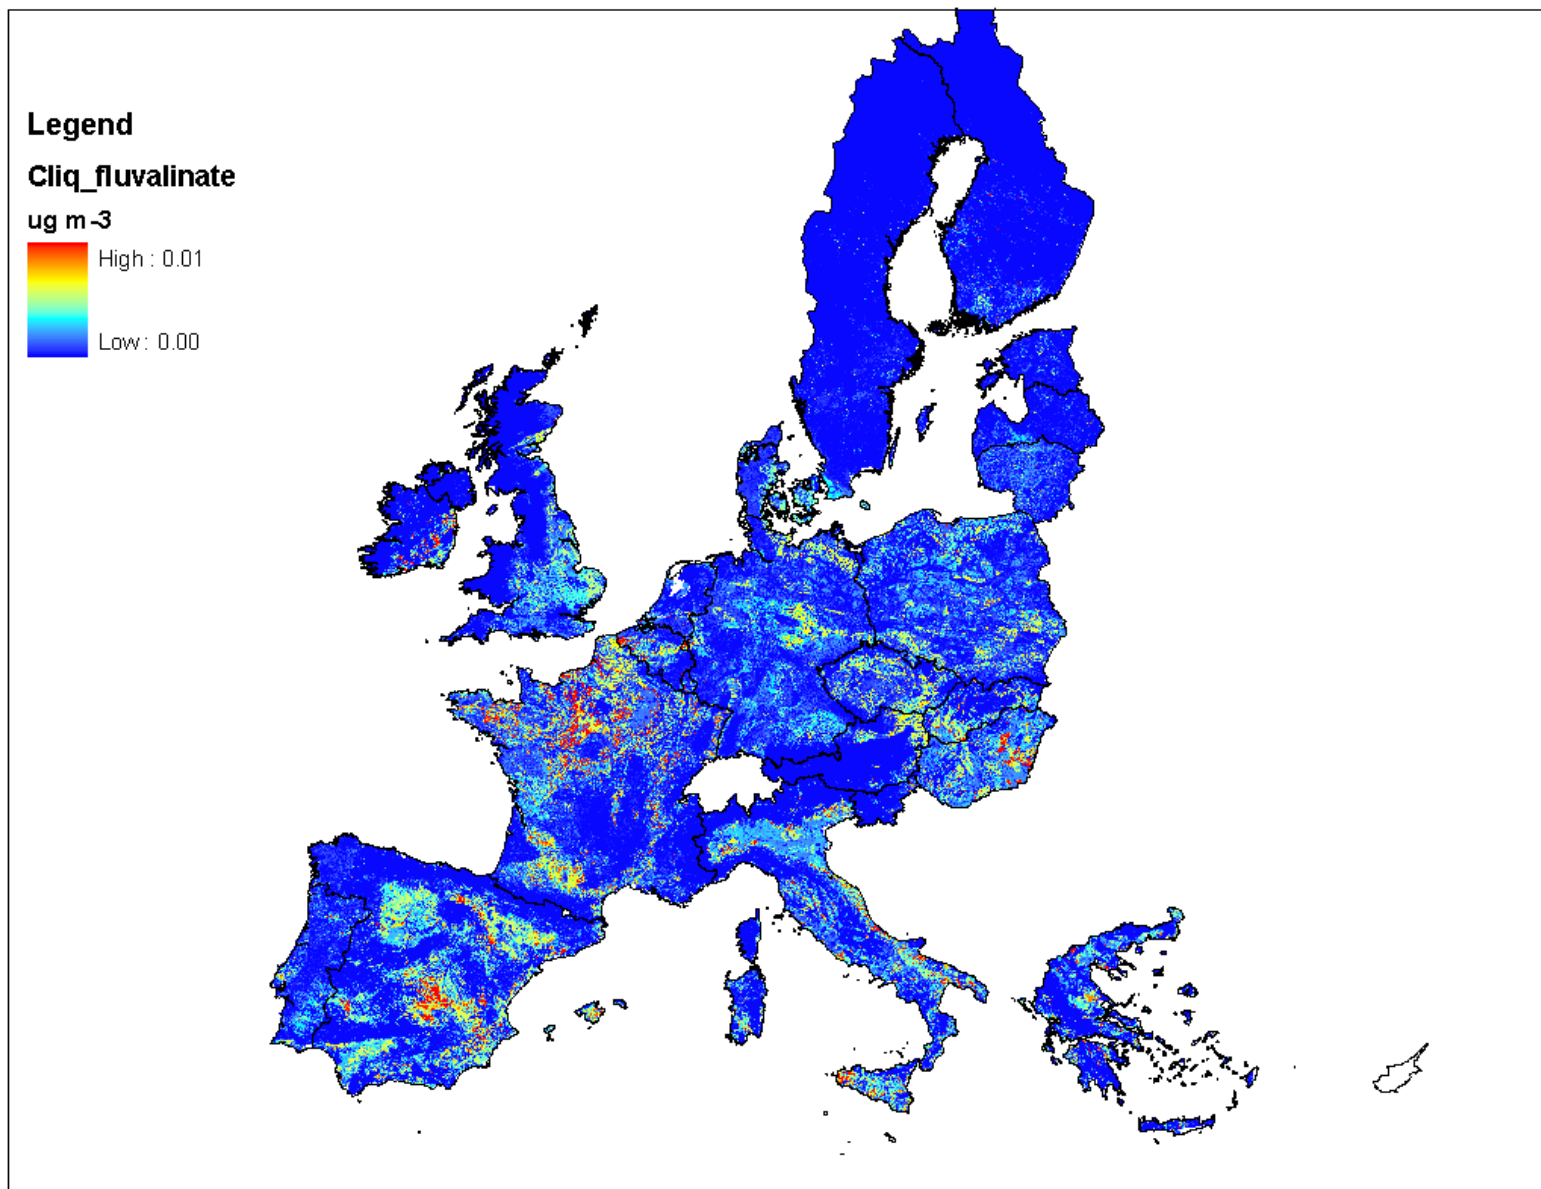 Legend
Cliq_fluvalinate
ug m-3
High : 0.01
Low : 0.00